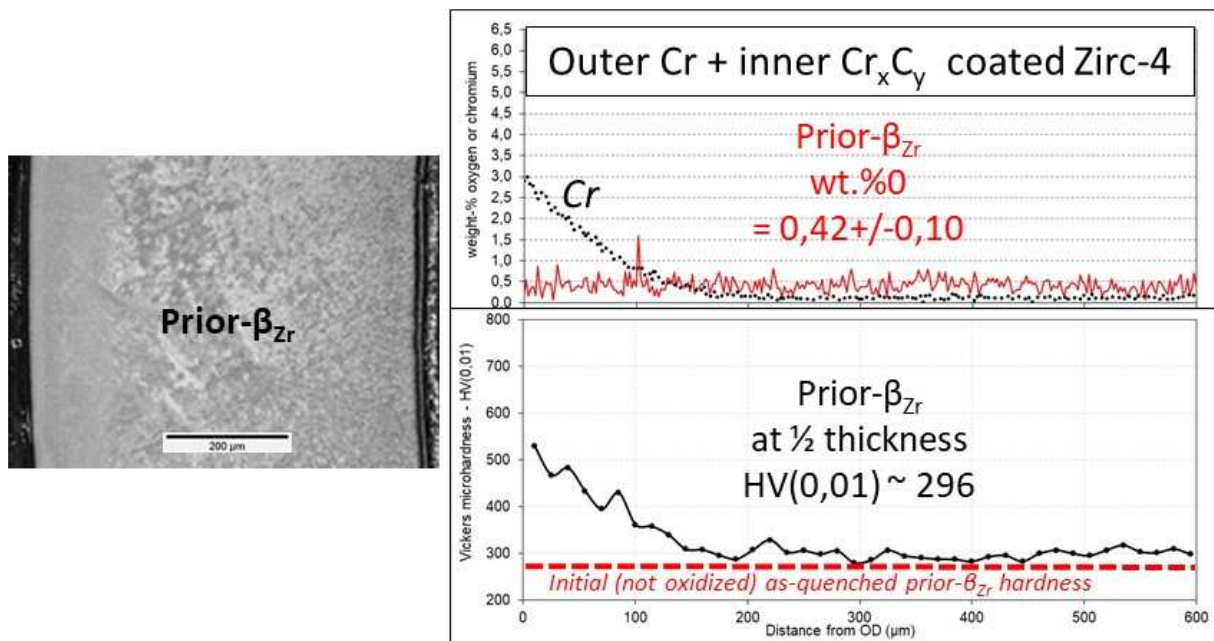 Prior-βZr
200 µm
Outer Cr + inner CrxCy coated Zirc-4
6,5
6,0
5,5
5,0
4,5
4,0
3,5
3,0
2,5
2,0
1,5
1,0
0,5
0,0
weight-% oxygen or chromium
Cr
Prior-βZr
wt.%0
= 0,42+/-0,10
800
700
600
500
400
300
200
Vickers microhardness - HV(0,01)
Prior-βZr
at ½ thickness
HV(0,01) ~ 296
Initial (not oxidized) as-quenched prior-βZr hardness
0 100 200 300 400 500 600
Distance from OD (µm)